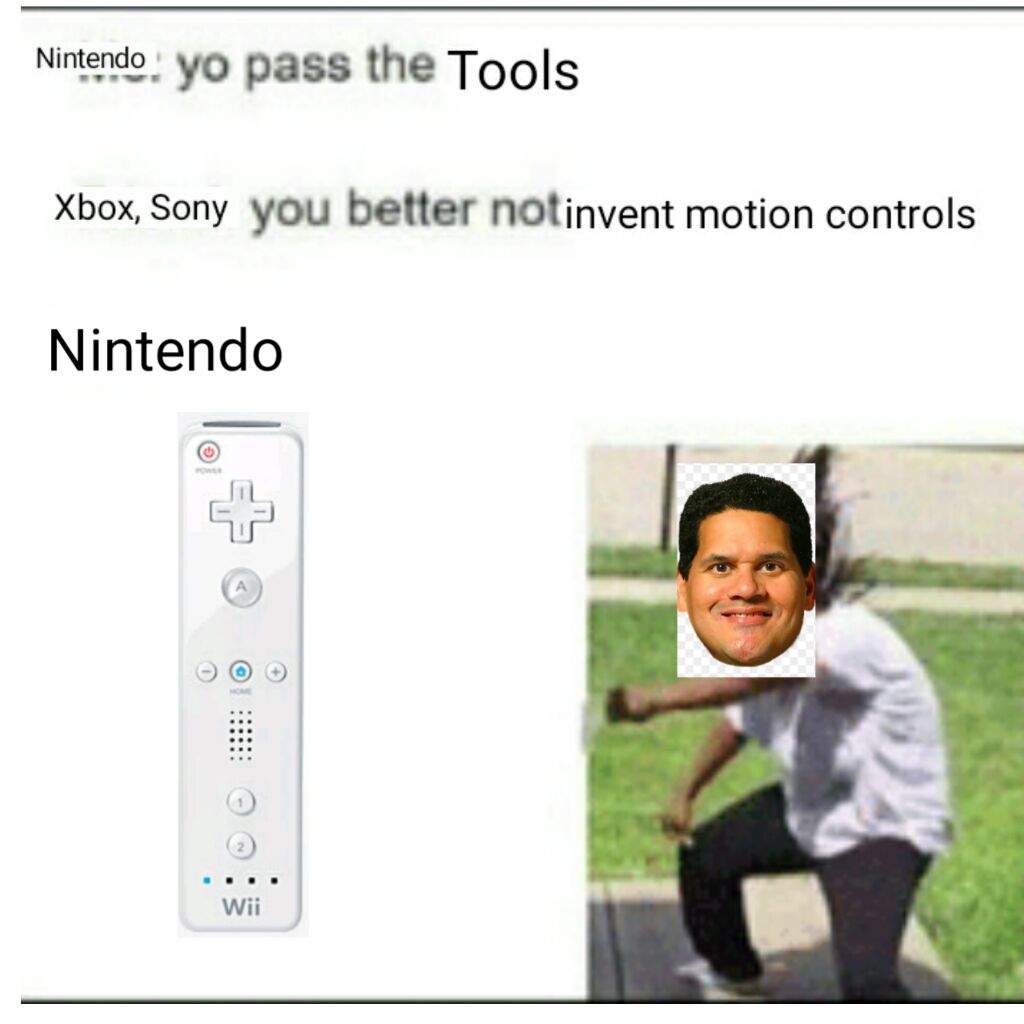 Nintendo : yo pass the Tools
Xbox, Sony you better not invent motion controls
Nintendo
POWER
A
HOME
1
2
Wii